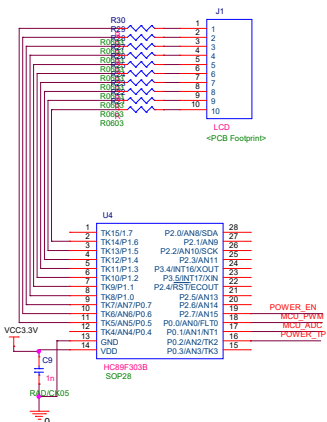 J1
R30
R29
1 1
2 2
3 3
4 4
5 5
6 6
7 7
8 8
9 9
10 10
R0603
R0603
LCD
<PCB Footprint>
U4
1 TK15/1.7 P2.0/AN8/SDA 28
2 TK14/P1.6 P2.1/AN9 27
3 TK13/P1.5 P2.2/AN10/SCK 26
4 TK12/P1.4 P2.3/AN11 25
5 TK11/P1.3 P3.4/INT16/XOUT 24
6 TK10/P1.2 P3.5/INT17/XIN 23
7 TK9/P1.1 P2.4/RST/ECOUT 22
8 TK8/P1.0 P2.5/AN13 21
9 TK7/AN7/P0.7 P2.6/AN14 20
10 TK6/AN6/P0.6 P2.7/AN15 19 POWER_EN
11 TK5/AN5/P0.5 P0.0/AN0/FLT0 18 MCU_PWM
12 TK4/AN4/P0.4 P0.1/AN1/NT1 17 MCU_ADC
13 GND P0.2/AN2/TK2 16 POWER_TP
14 VDD P0.3/AN3/TK3 15
VCC3.3V
C9
1n
RAD/CK05
HC89F303B
SOP28
0